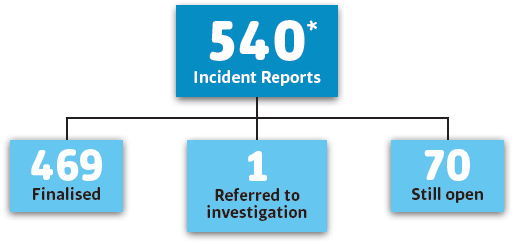 540*
Incident Reports
469
Finalised
1
Referred to
investigation
70
Still open